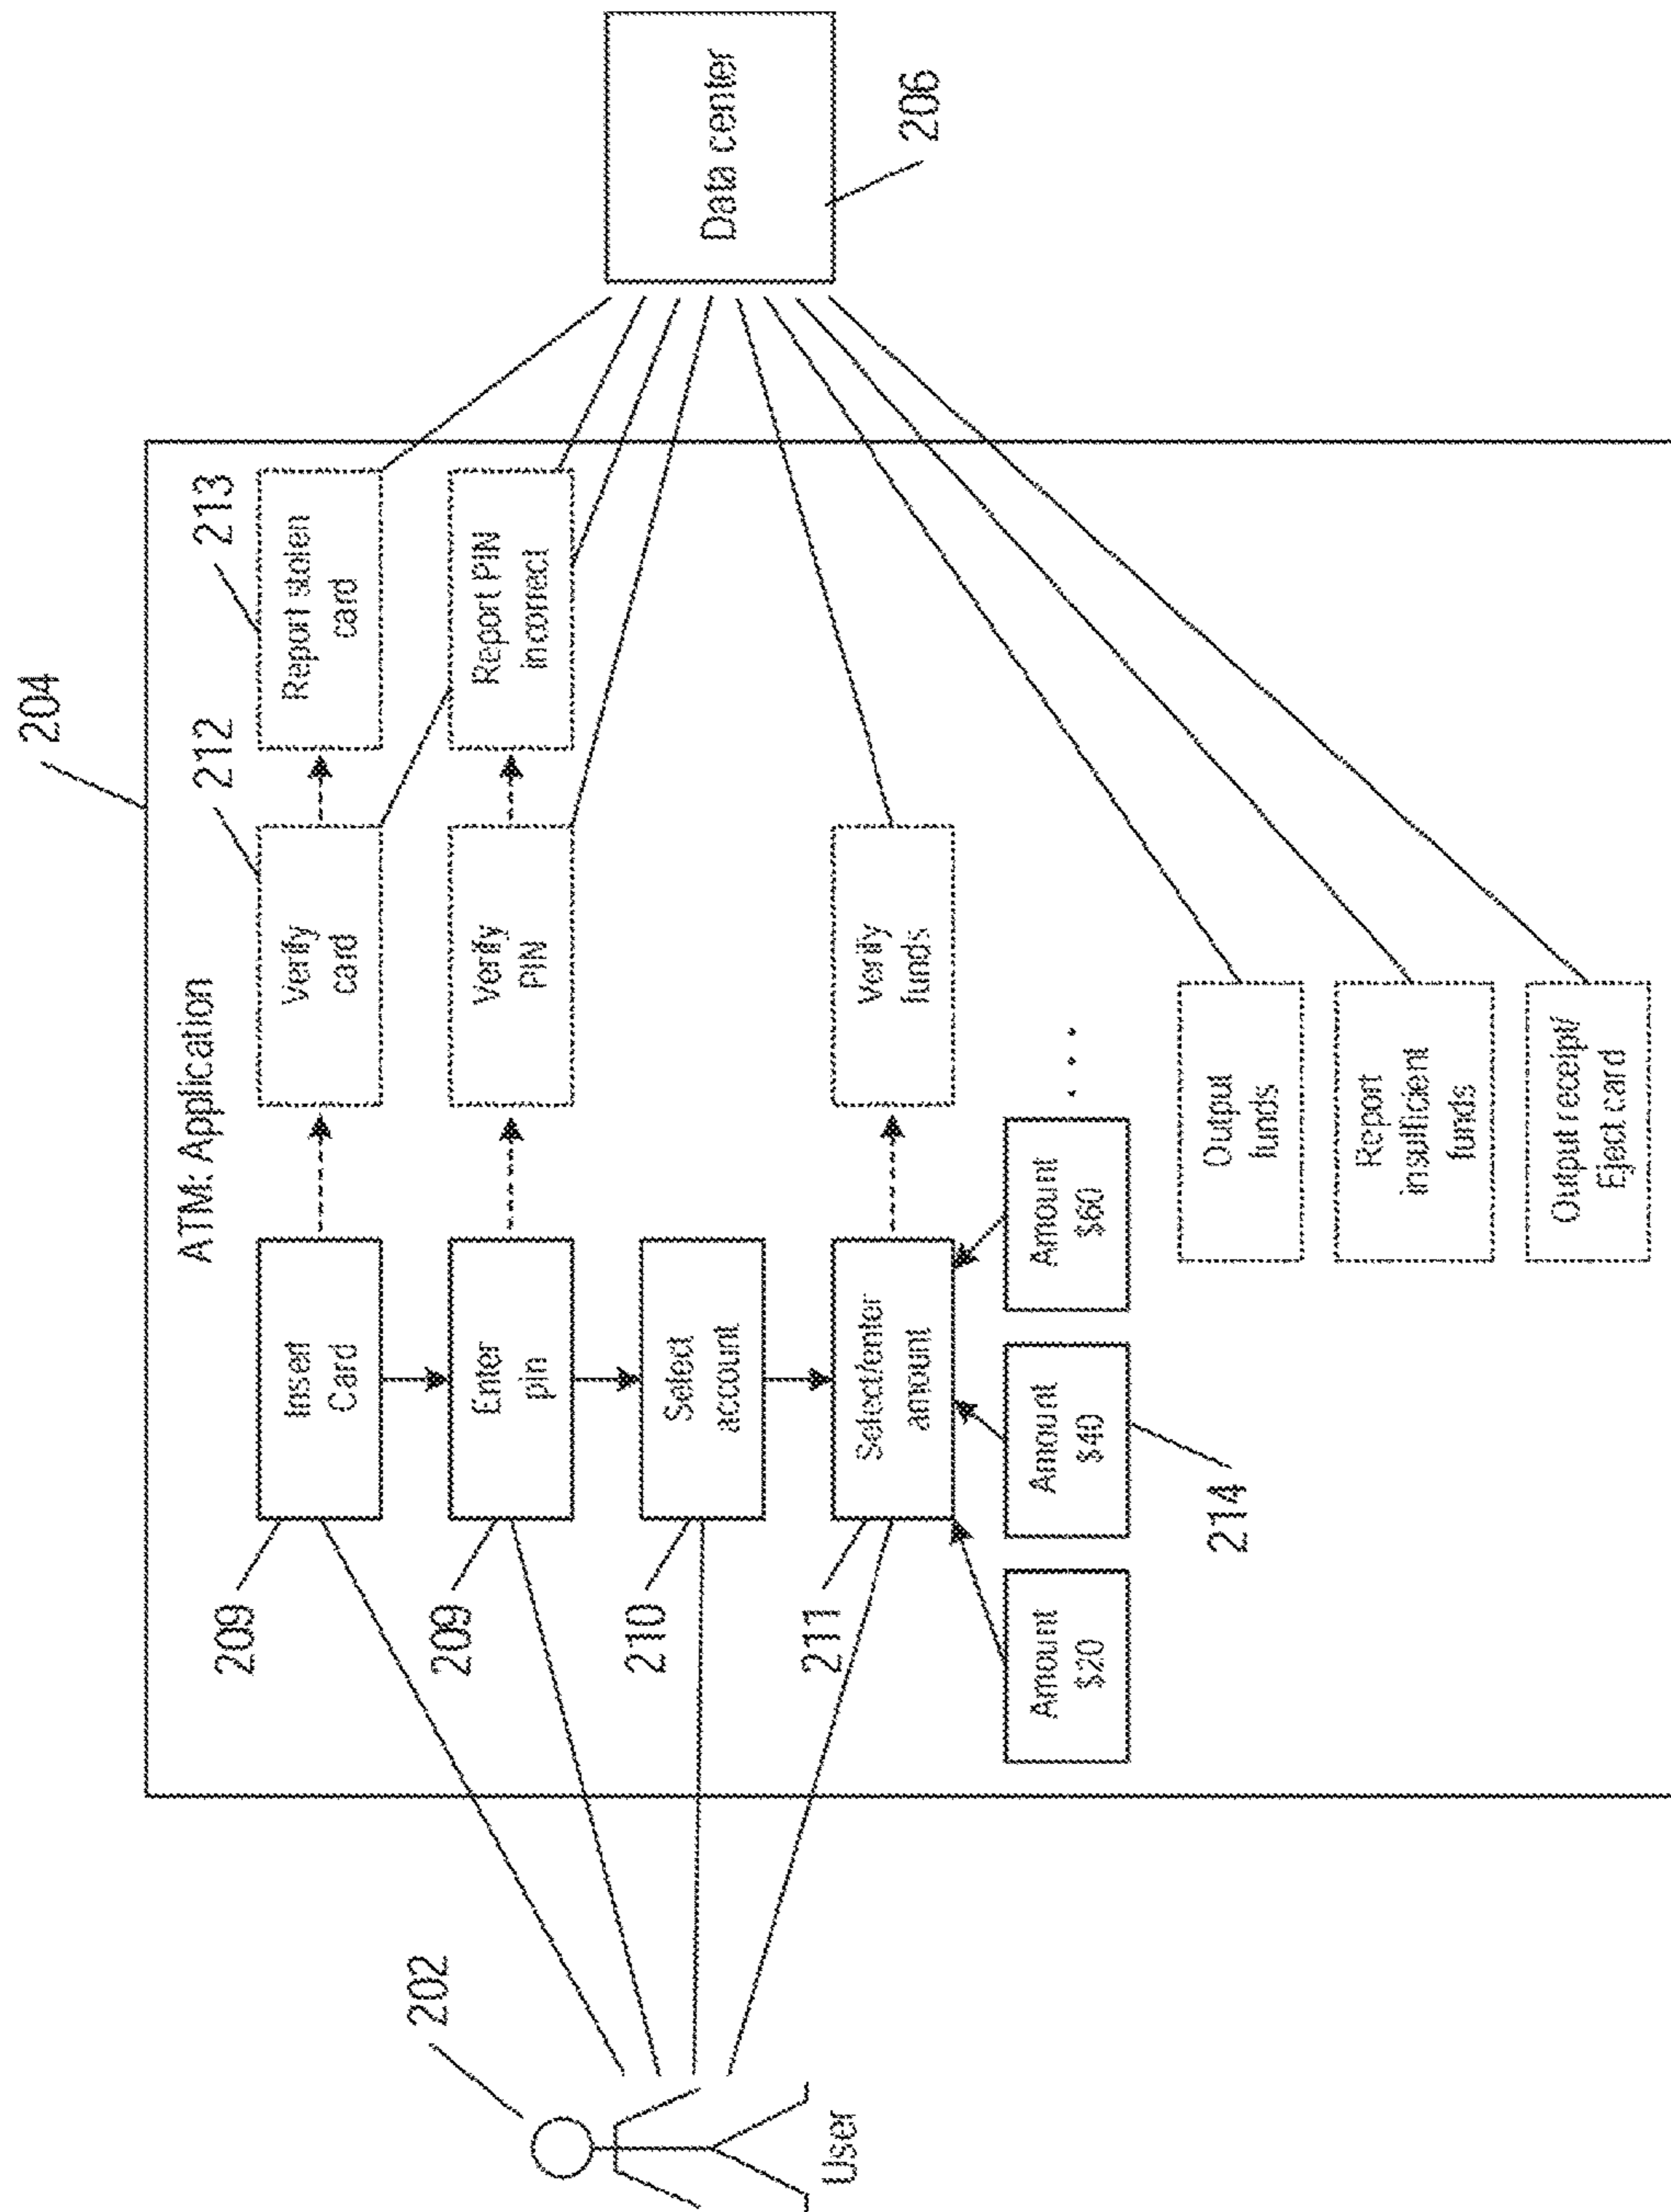 204
ATM: Application
212
213
209
Insert
Card
Verify
card
Report stolen
card
202
209
Enter
pin
Verify
PIN
Report PIN
incorrect
User
210
Select
account
Data center
206
211
Select/enter
amount
Verify
funds
Amount
$20
Amount
$40
Amount
$60
...
214
Output
funds
Report
insufficient
funds
Output receipt/
Eject card